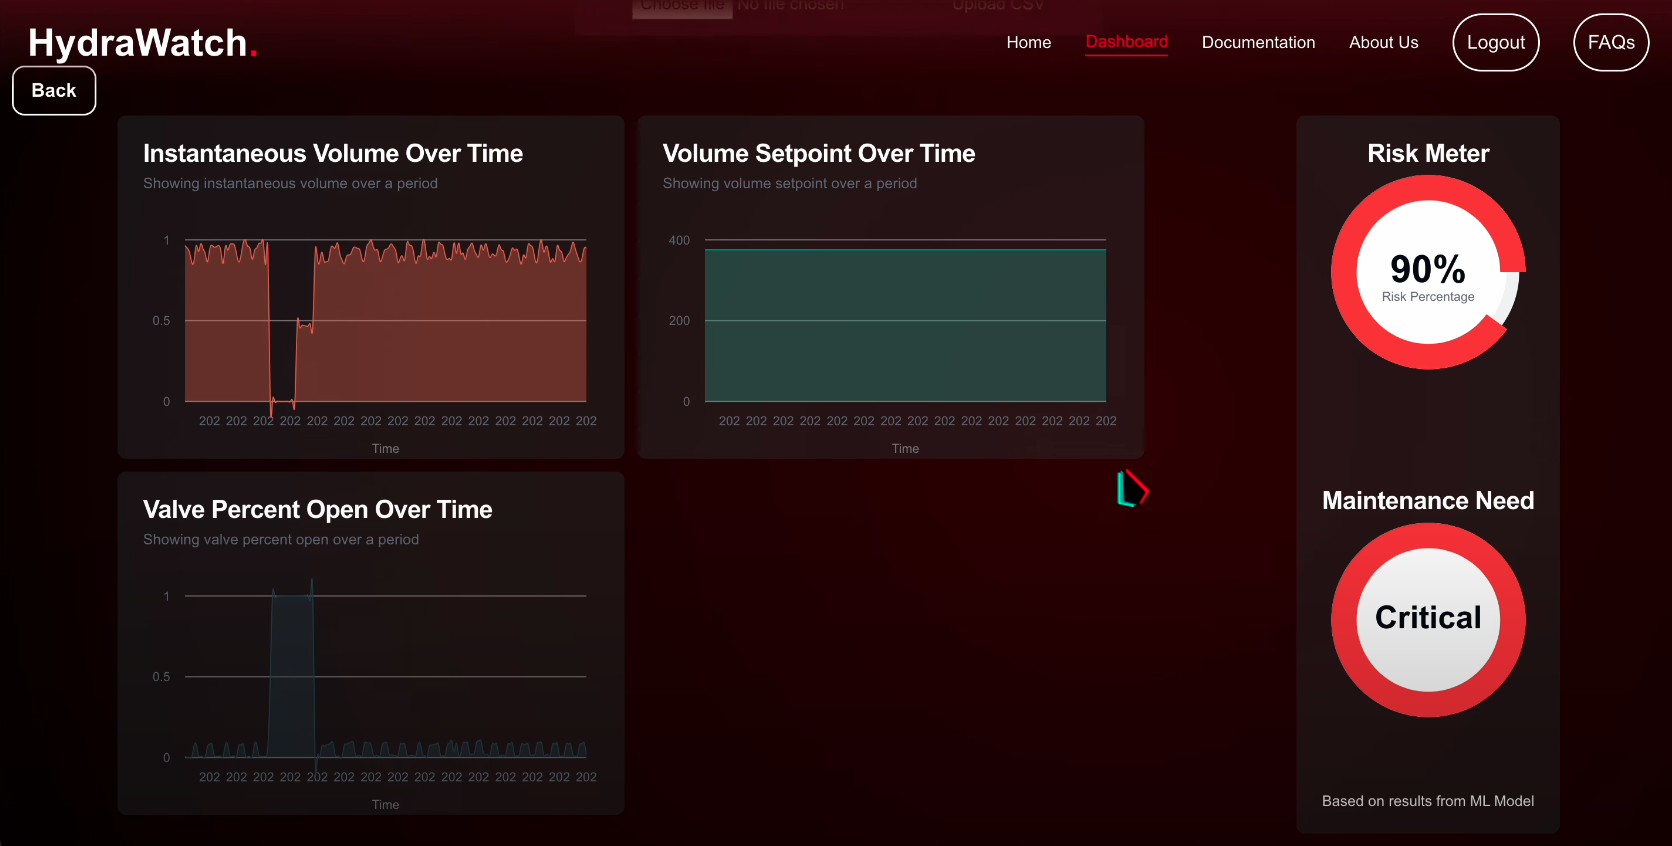 Choose file No file chosen Upload CSV
HydraWatch.
Home Dashboard Documentation About Us Logout FAQs
Back
Instantaneous Volume Over Time
Showing instantaneous volume over a period
1
0.5
0
202 202 202 202 202 202 202 202 202 202 202 202 202 202 202
Time
Volume Setpoint Over Time
Showing volume setpoint over a period
400
200
0
202 202 202 202 202 202 202 202 202 202 202 202 202 202 202
Time
Valve Percent Open Over Time
Showing valve percent open over a period
1
0.5
0
202 202 202 202 202 202 202 202 202 202 202 202 202 202 202
Time
Risk Meter
90%
Risk Percentage
Maintenance Need
Critical
Based on results from ML Model